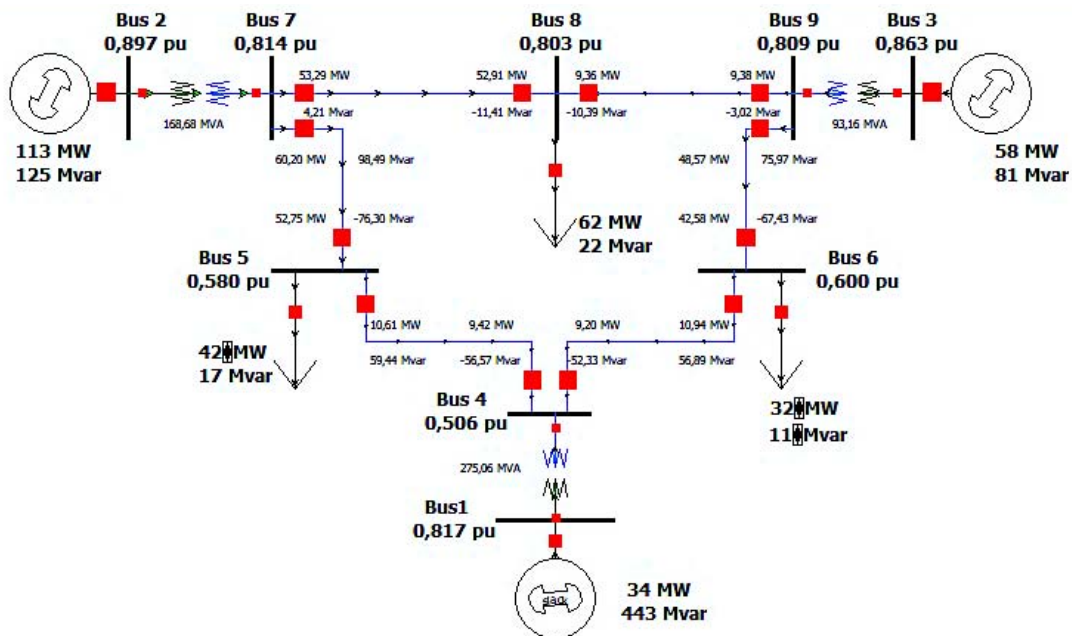 Bus 2
0,897 pu
Bus 7
0,814 pu
Bus 8
0,803 pu
Bus 9
0,809 pu
Bus 3
0,863 pu
53,29 MW
52,91 MW
9,36 MW
9,38 MW
168,68 MVA
4,21 Mvar
-11,41 Mvar
-10,39 Mvar
-3,02 Mvar
93,16 MVA
113 MW
125 Mvar
60,20 MW
98,49 Mvar
48,57 MW
75,97 Mvar
58 MW
81 Mvar
52,75 MW
-76,30 Mvar
62 MW
22 Mvar
42,58 MW
-67,43 Mvar
Bus 5
0,580 pu
Bus 6
0,600 pu
10,61 MW
9,42 MW
9,20 MW
10,94 MW
59,44 Mvar
-56,57 Mvar
-52,33 Mvar
56,89 Mvar
42 MW
17 Mvar
Bus 4
0,506 pu
32 MW
11 Mvar
275,06 MVA
Bus1
0,817 pu
slack
34 MW
443 Mvar